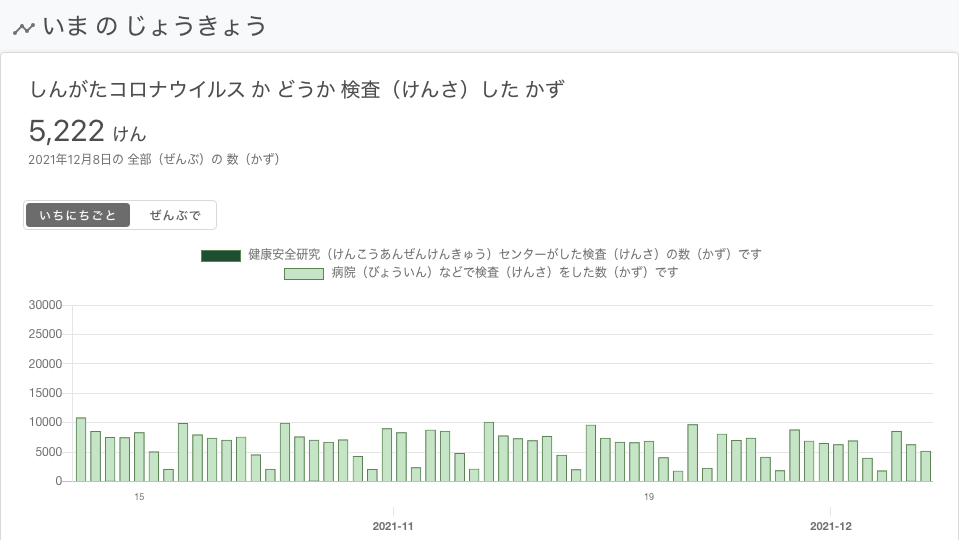 いま の じょうきょう
しんがたコロナウイルス か どうか 検査（けんさ）した かず
5,222 けん
2021年12月8日の 全部（ぜんぶ）の 数（かず）
いちにちごと ぜんぶで
健康安全研究（けんこうあんぜんけんきゅう）センターがした検査（けんさ）の数（かず）です
病院（びょういん）などで検査（けんさ）をした数（かず）です
30000
25000
20000
15000
10000
5000
0
15 19
2021-11 2021-12